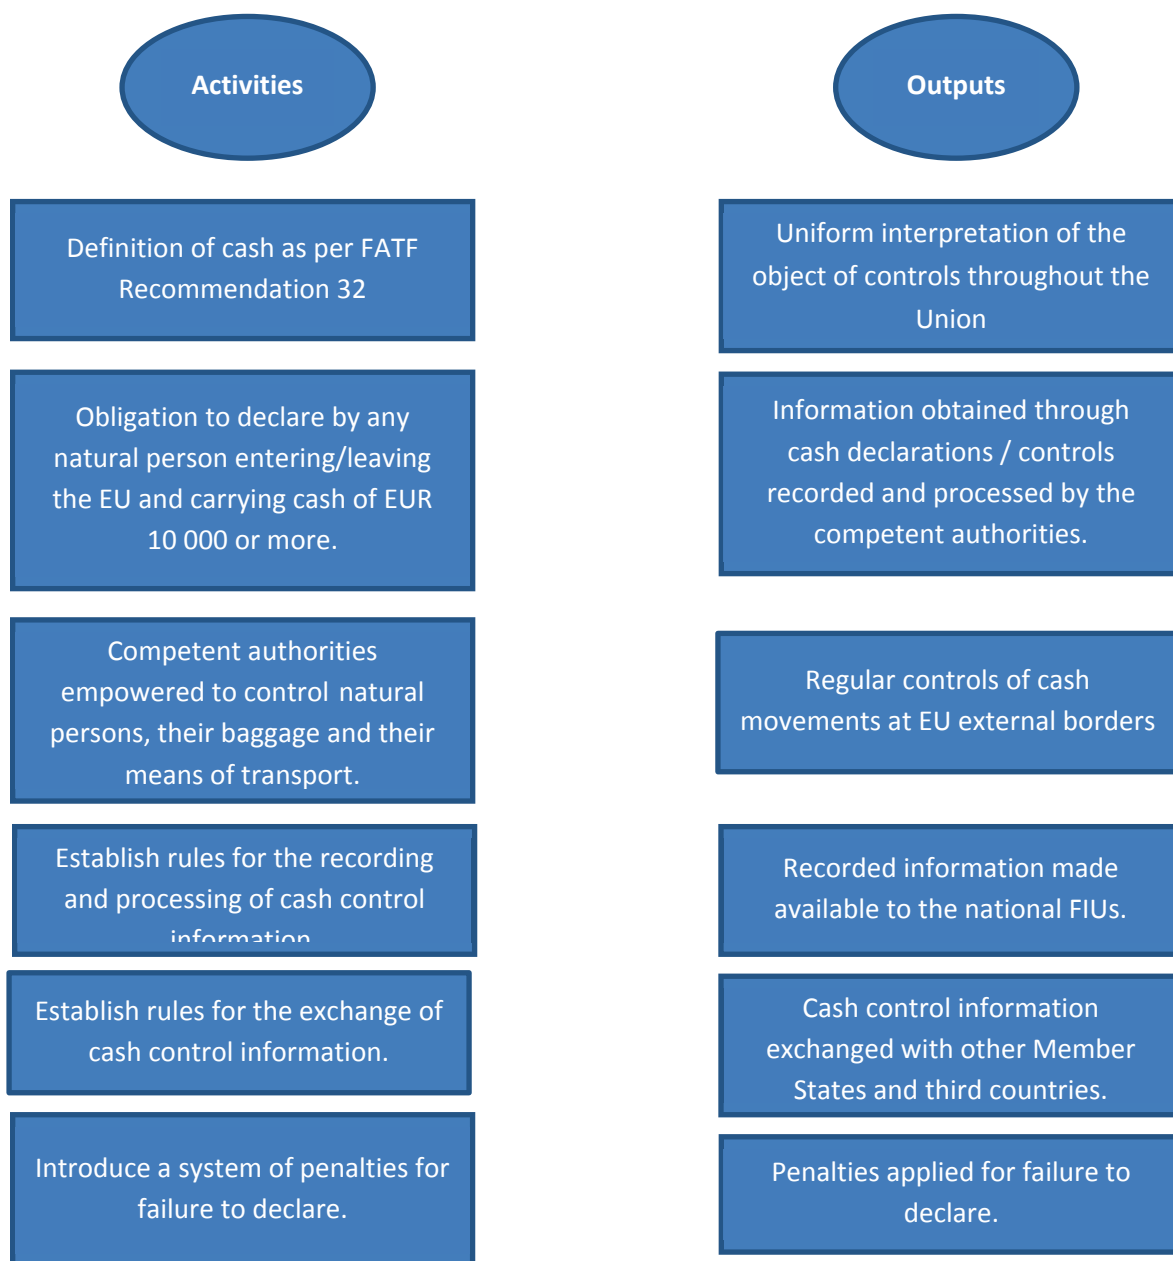 Activities
Outputs
Definition of cash as per FATF
Recommendation 32
Uniform interpretation of the
object of controls throughout the
Union
Obligation to declare by any
natural person entering/leaving
the EU and carrying cash of EUR
10 000 or more.
Information obtained through
cash declarations / controls
recorded and processed by the
competent authorities.
Competent authorities
empowered to control natural
persons, their baggage and their
means of transport.
Regular controls of cash
movements at EU external borders
Establish rules for the recording
and processing of cash control
information
Recorded information made
available to the national FIUs.
Establish rules for the exchange of
cash control information.
Cash control information
exchanged with other Member
States and third countries.
Introduce a system of penalties for
failure to declare.
Penalties applied for failure to
declare.